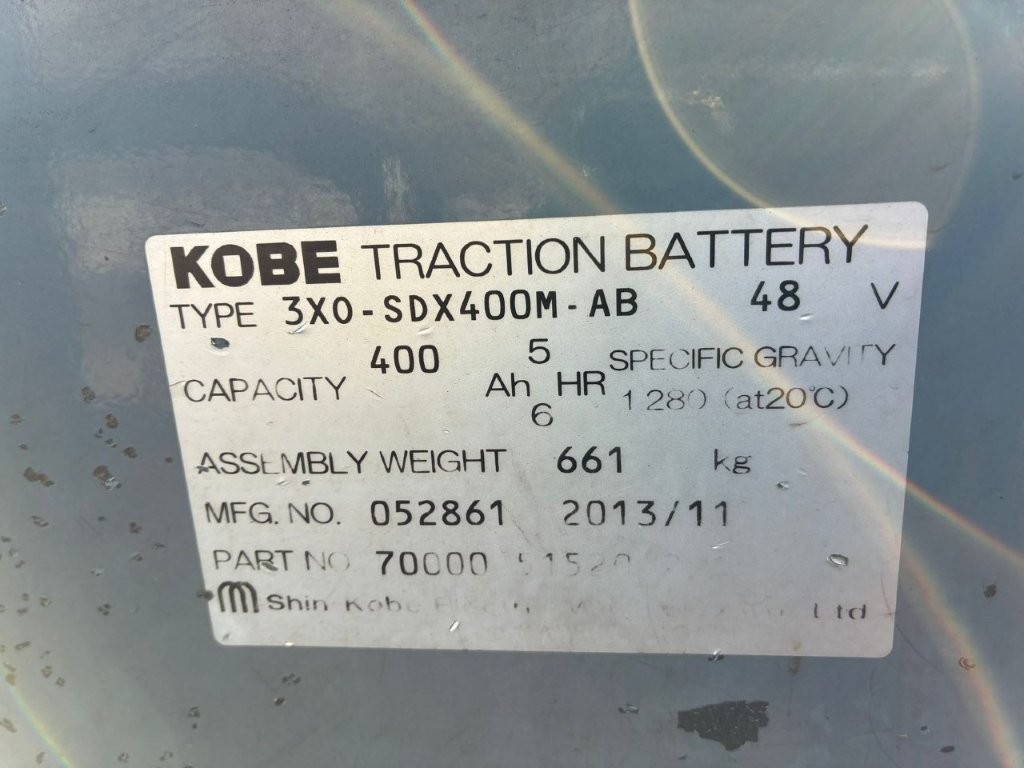 KOBE TRACTION BATTERY
TYPE 3X0-SDX400M-AB 48 V
CAPACITY 400 Ah 5 HR 6
SPECIFIC GRAVITY
1.280 (at20℃)
ASSEMBLY WEIGHT 661 kg
MFG. NO. 052861 2013/11
PART NO 70000
Shin Kobe Ltd